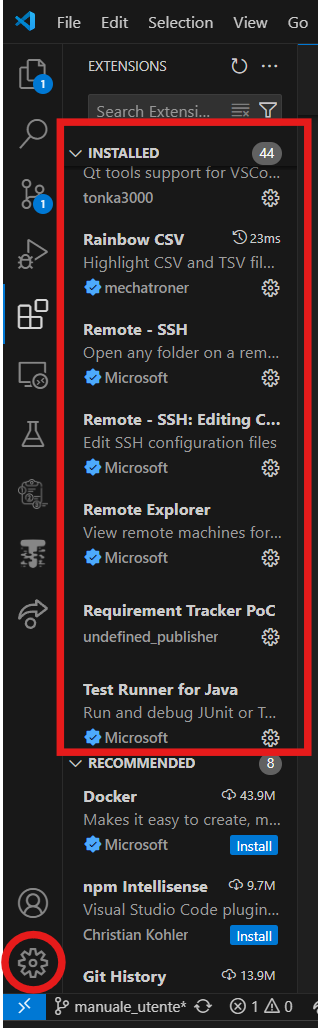 File Edit Selection View Go
EXTENSIONS
1
Search Extensi...
INSTALLED 44
Qt tools support for VSCo...
tonka3000
1
Rainbow CSV 23ms
Highlight CSV and TSV fil...
mechatroner
Remote - SSH
Open any folder on a rem...
Microsoft
Remote - SSH: Editing C...
Edit SSH configuration files
Microsoft
Remote Explorer
View remote machines for...
Microsoft
Requirement Tracker PoC
undefined_publisher
Test Runner for Java
Run and debug JUnit or T...
Microsoft
RECOMMENDED 8
Docker 43.9M
Makes it easy to create, m...
Microsoft Install
npm Intellisense 9.7M
Visual Studio Code plugin...
Christian Kohler Install
Git History 13.9M
manuale_utente* 1 0